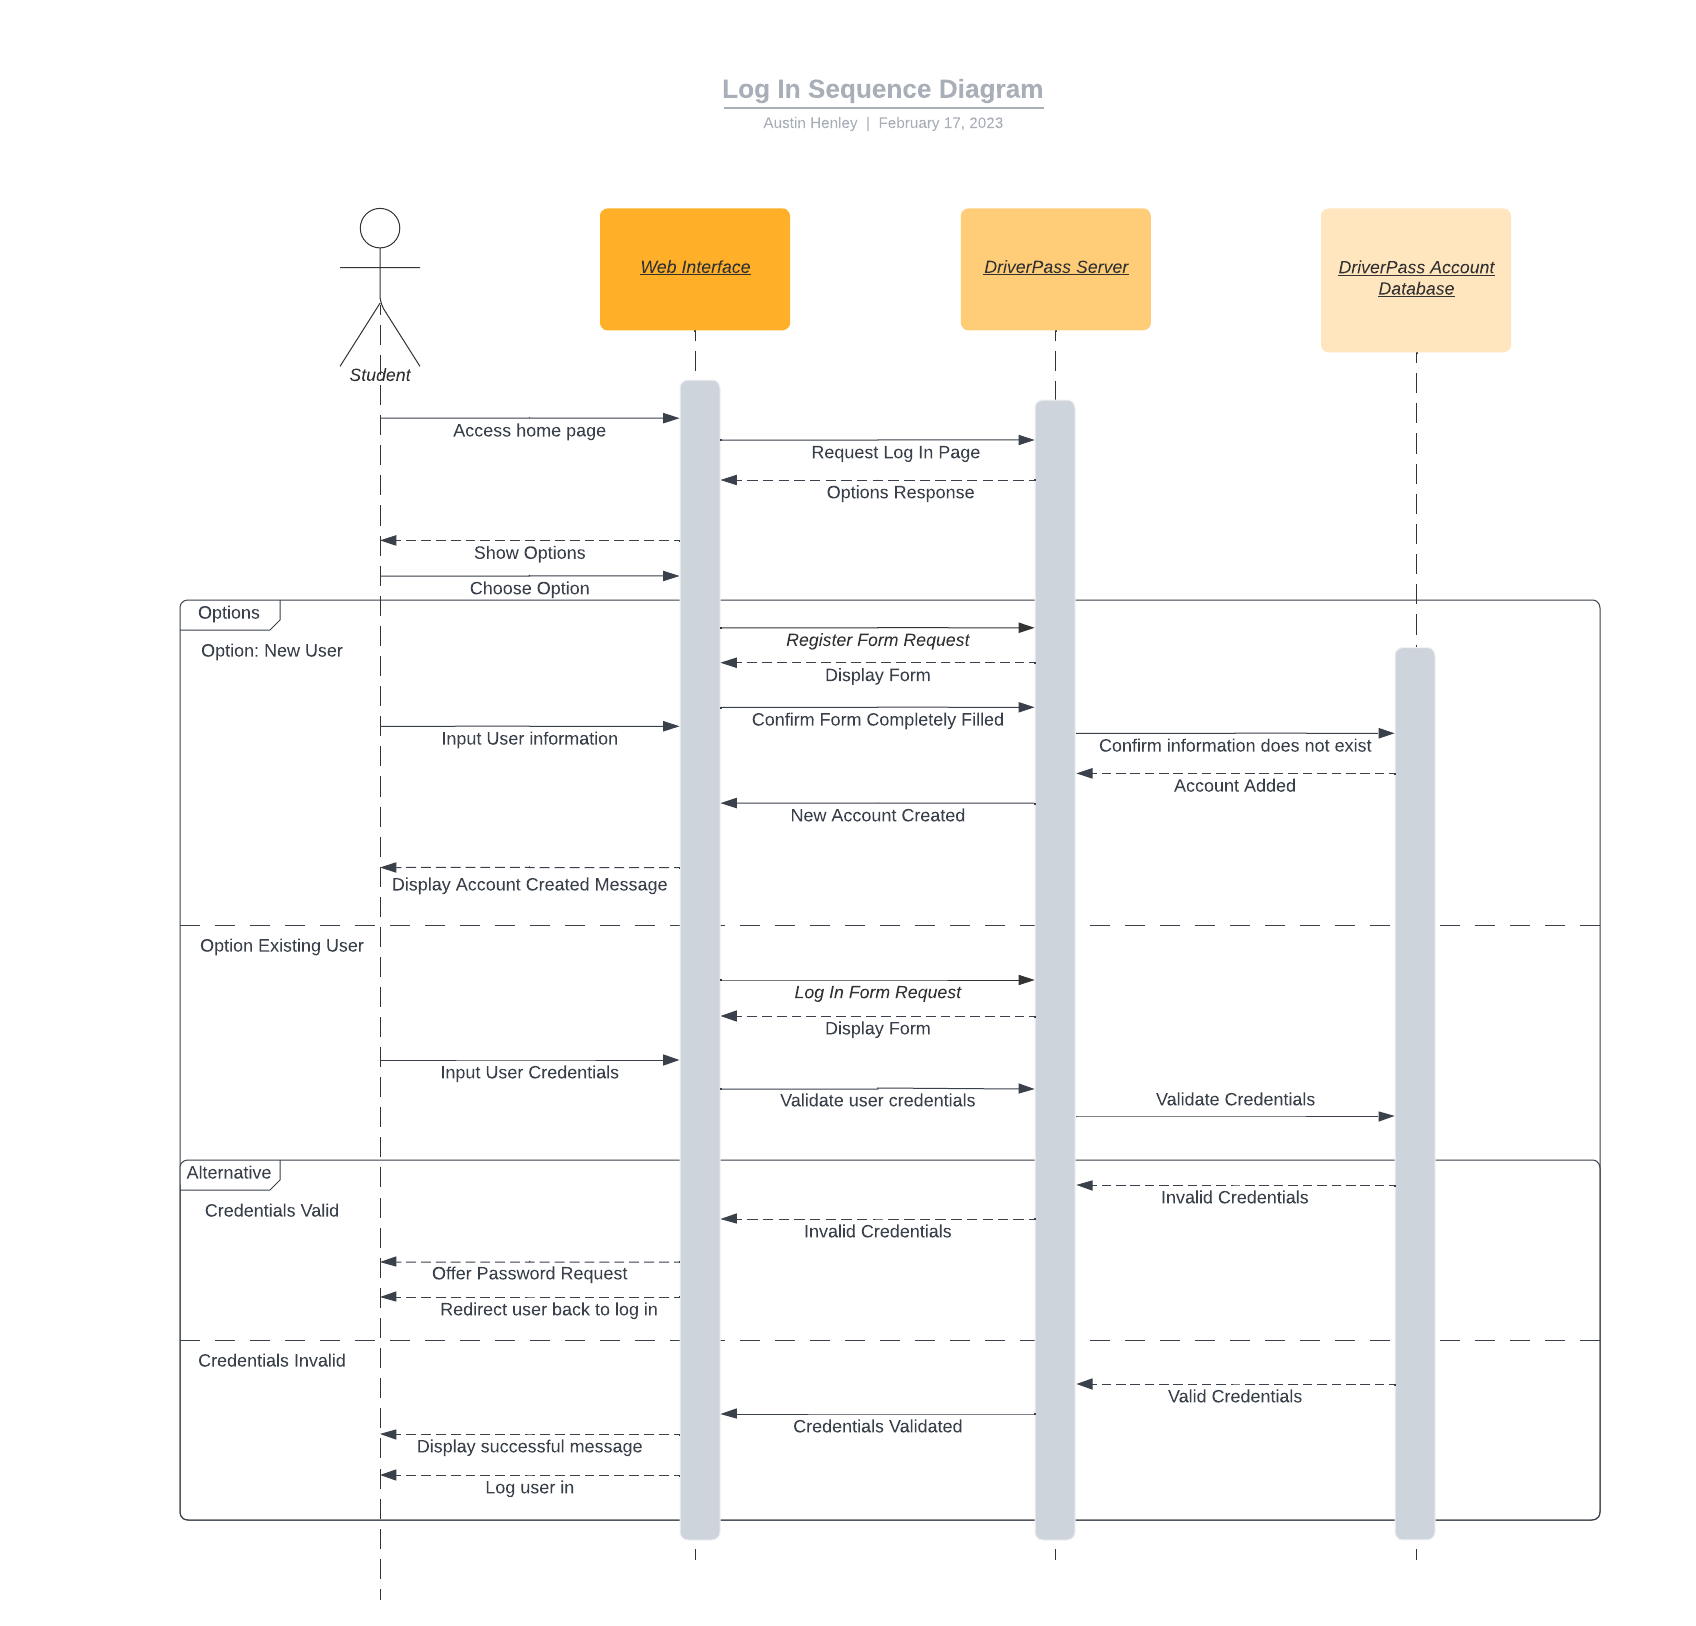 Log In Sequence Diagram
Austin Henley | February 17, 2023
Student
Web Interface
DriverPass Server
DriverPass Account
Database
Access home page
Request Log In Page
Options Response
Show Options
Choose Option
Options
Option: New User
Register Form Request
Display Form
Confirm Form Completely Filled
Input User information
Confirm information does not exist
Account Added
New Account Created
Display Account Created Message
Option Existing User
Log In Form Request
Display Form
Input User Credentials
Validate user credentials
Validate Credentials
Alternative
Credentials Valid
Invalid Credentials
Invalid Credentials
Offer Password Request
Redirect user back to log in
Credentials Invalid
Valid Credentials
Credentials Validated
Display successful message
Log user in